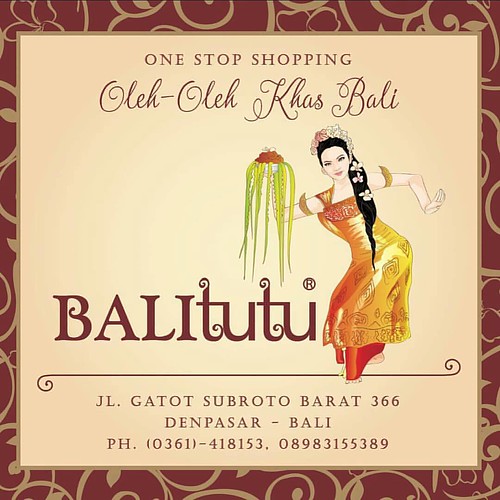 ONE STOP SHOPPING
Oleh-Oleh Khas Bali
BALItutu®
JL. GATOT SUBROTO BARAT 366
DENPASAR - BALI
PH. (0361)-418153, 08983155389